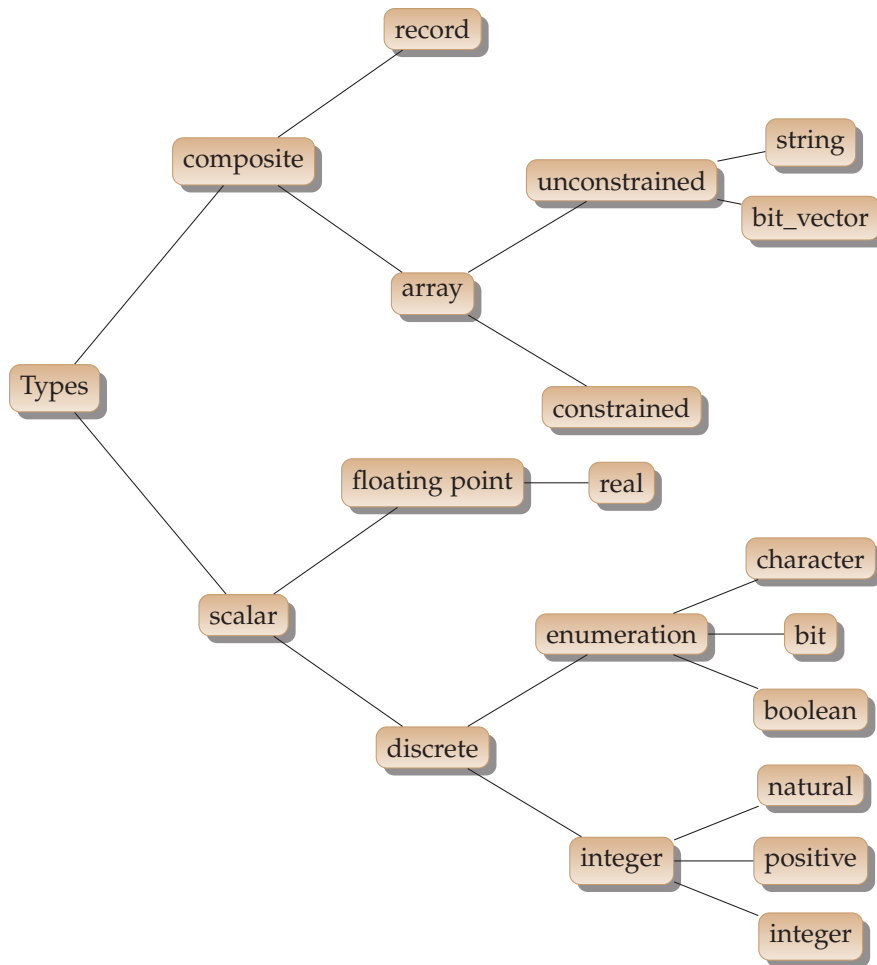 record
composite
string
unconstrained
bit_vector
array
Types
constrained
floating point
real
character
scalar
enumeration
bit
boolean
discrete
natural
integer
positive
integer